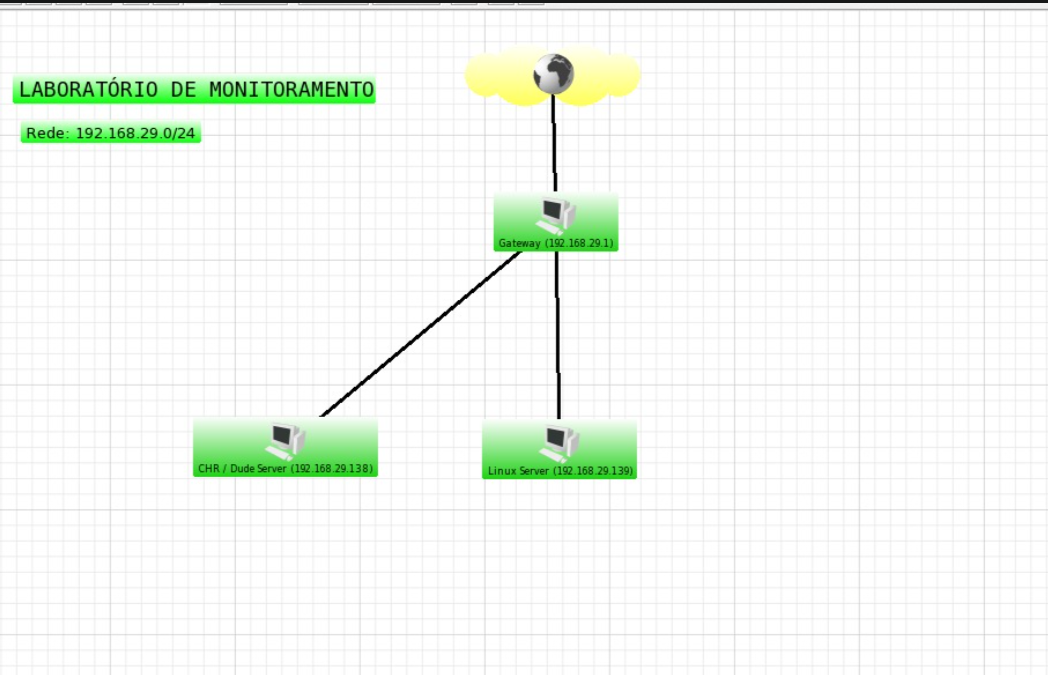 LABORATÓRIO DE MONITORAMENTO
Rede: 192.168.29.0/24
Gateway (192.168.29.1)
CHR / Dude Server (192.168.29.138)
Linux Server (192.168.29.139)